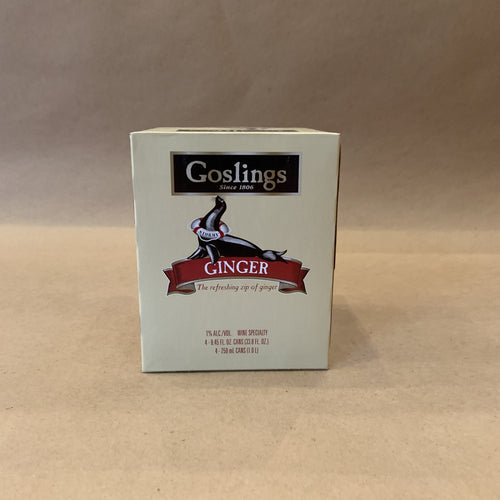 Goslings
Since 1806
STORMY
GINGER
The refreshing zip of ginger
1% ALC/VOL. WINE SPECIALTY
4 - 8.45 FL. OZ. CANS (33.8 FL. OZ.)
4 - 250 mL CANS (1.0 L)